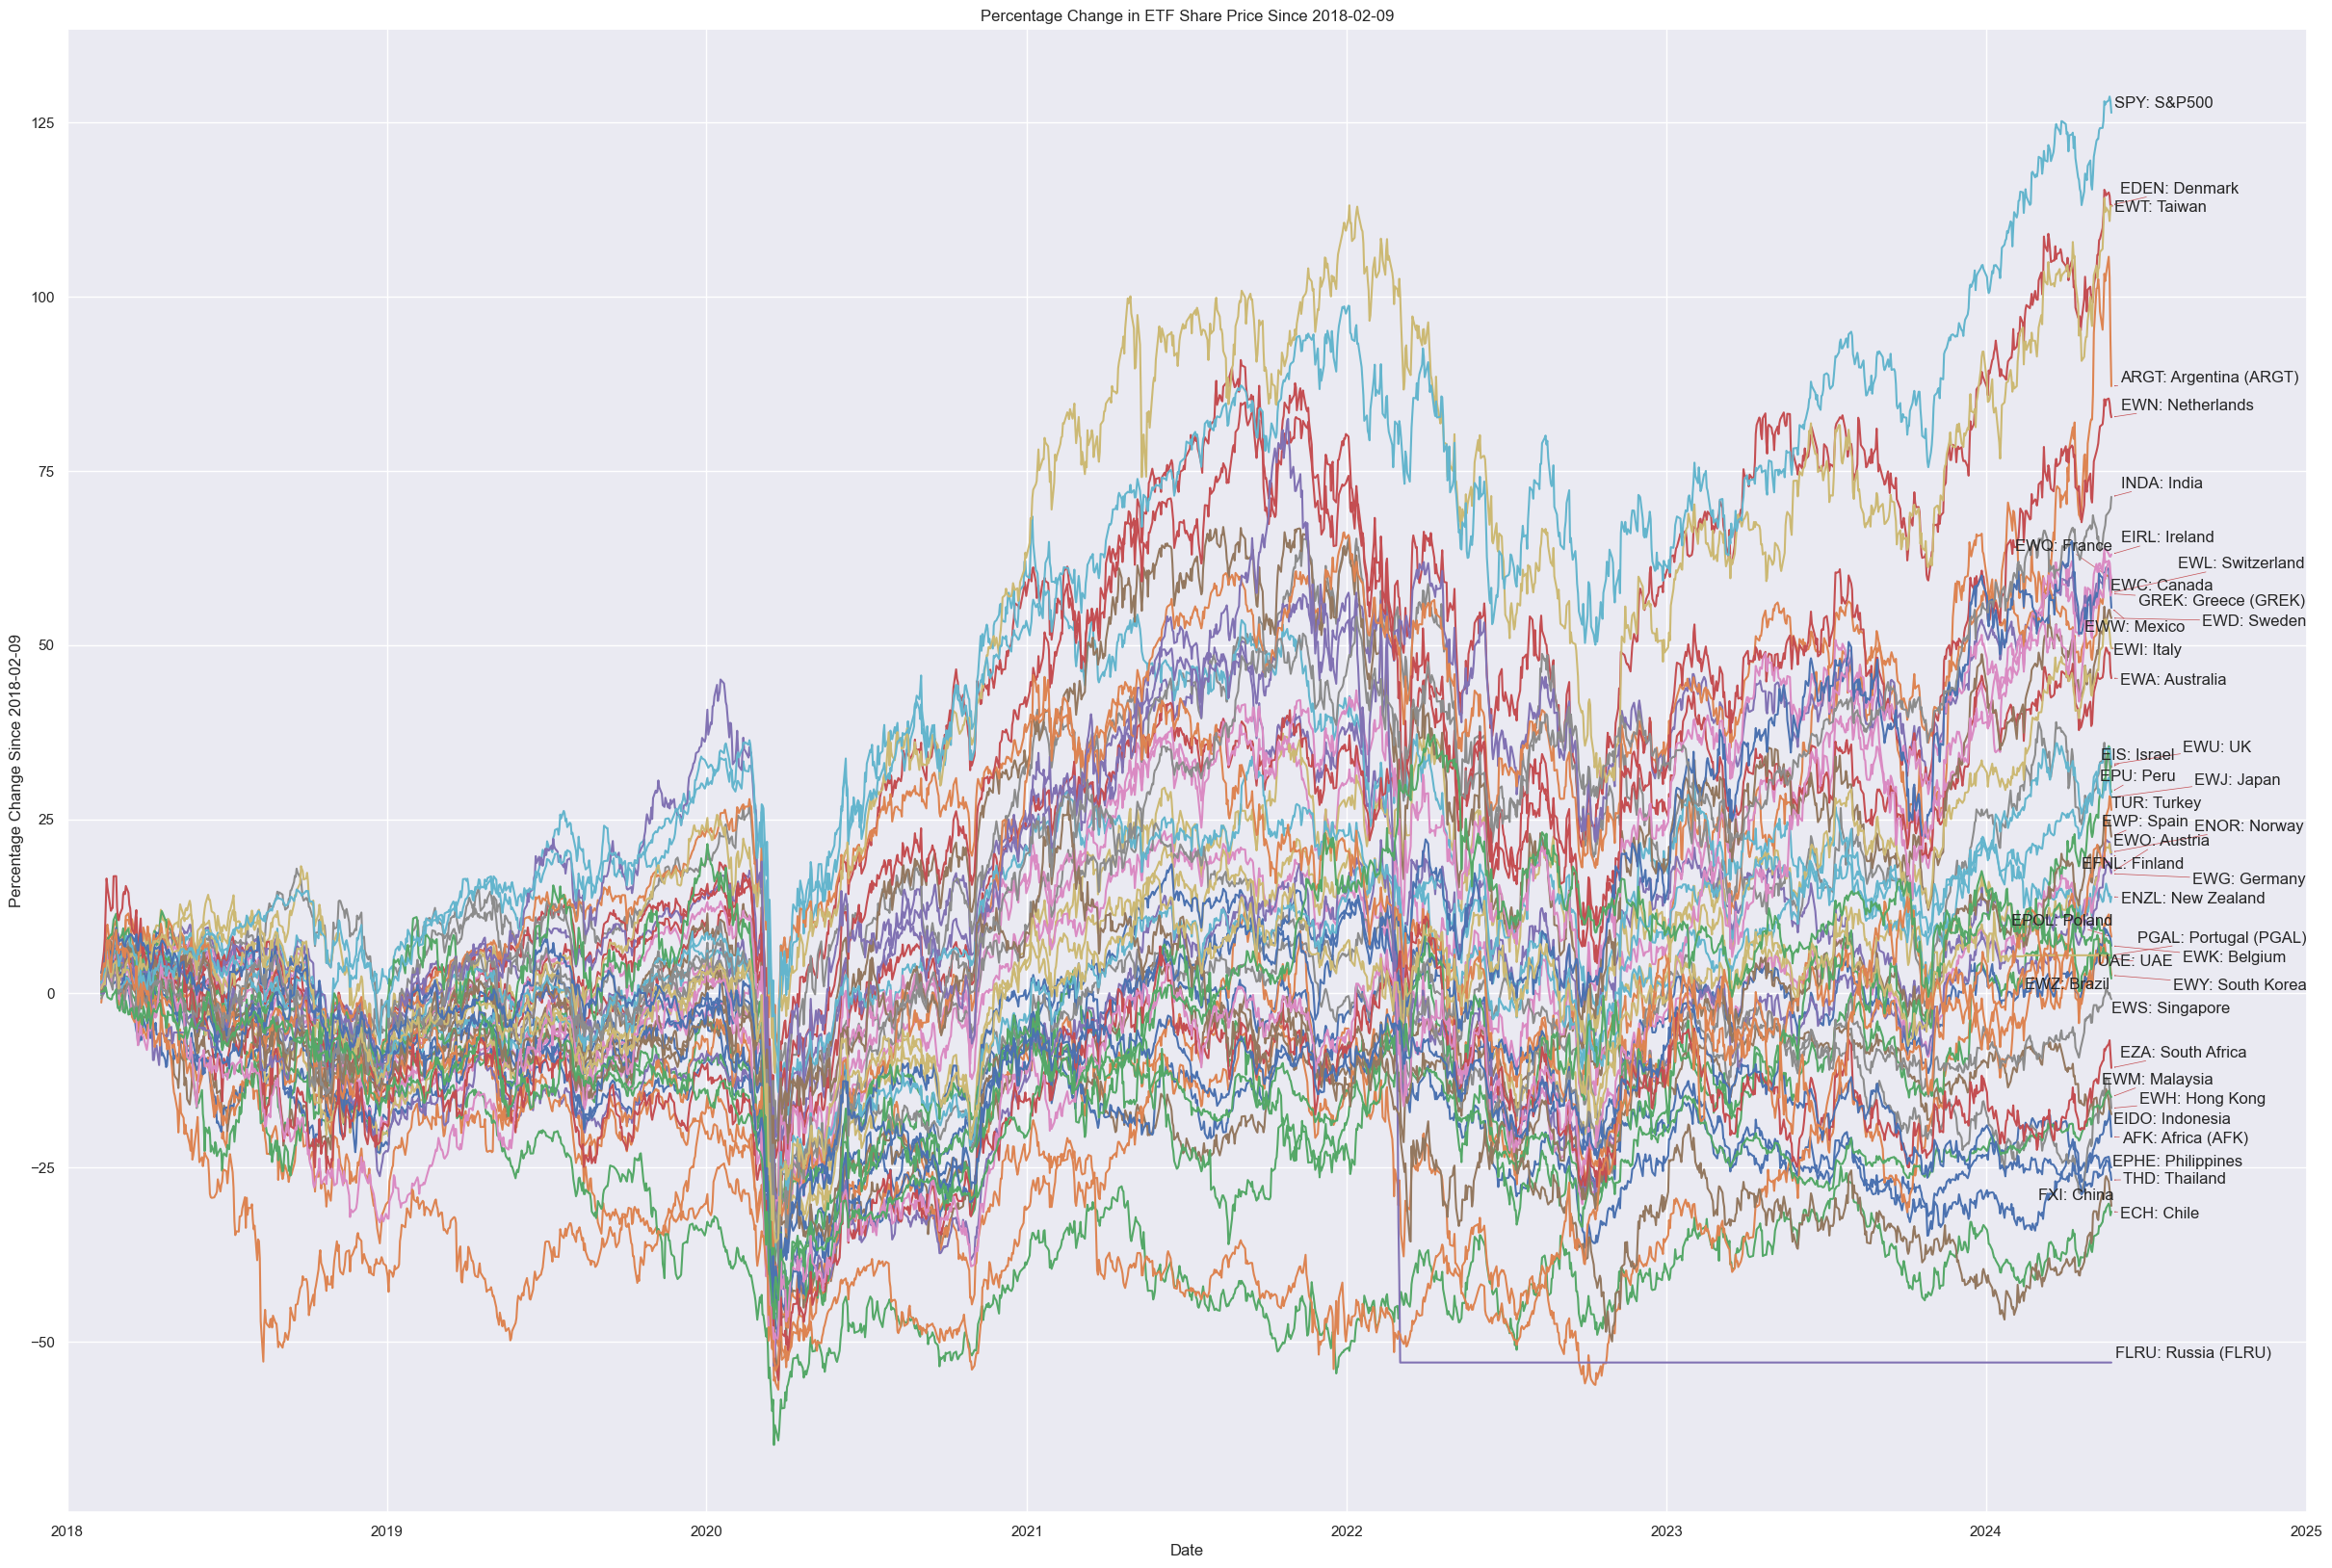 Percentage Change in ETF Share Price Since 2018-02-09
Percentage Change Since 2018-02-09
125
100
75
50
25
0
−25
−50
SPY: S&P500
EDEN: Denmark
EWT: Taiwan
ARGT: Argentina (ARGT)
EWN: Netherlands
INDA: India
EIRL: Ireland
EWQ: France
EWL: Switzerland
EWC: Canada
GREK: Greece (GREK)
EWD: Sweden
EWW: Mexico
EWI: Italy
EWA: Australia
EWU: UK
EIS: Israel
EPU: Peru
EWJ: Japan
TUR: Turkey
EWP: Spain
ENOR: Norway
EWO: Austria
EFNL: Finland
EWG: Germany
ENZL: New Zealand
EPOL: Poland
PGAL: Portugal (PGAL)
EWK: Belgium
UAE: UAE
EWZ: Brazil
EWY: South Korea
EWS: Singapore
EZA: South Africa
EWM: Malaysia
EWH: Hong Kong
EIDO: Indonesia
AFK: Africa (AFK)
EPHE: Philippines
THD: Thailand
FXI: China
ECH: Chile
FLRU: Russia (FLRU)
2018
2019
2020
2021
2022
2023
2024
2025
Date